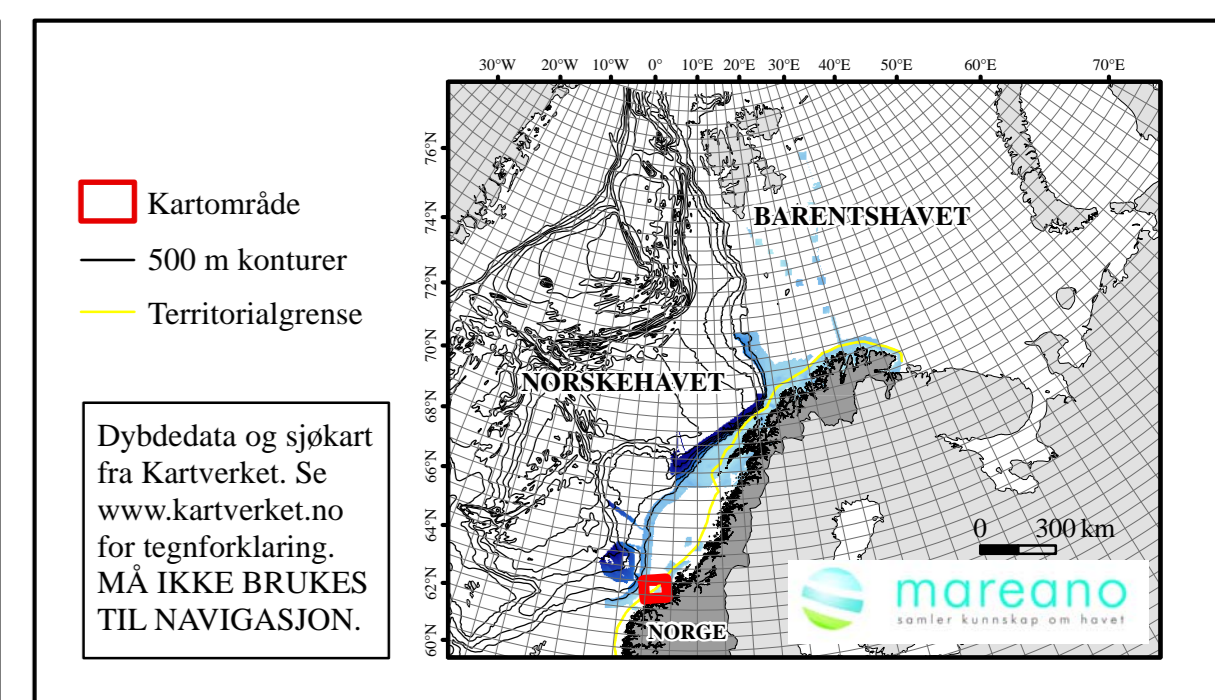 30°W 20°W 10°W 0° 10°E 20°E 30°E 40°E 50°E 60°E 70°E
76°N
74°N
72°N
70°N
68°N
66°N
64°N
62°N
60°N
Kartområde
500 m konturer
Territorialgrense
Dybdedata og sjøkart
fra Kartverket. Se
www.kartverket.no
for tegnforklaring.
MÅ IKKE BRUKES
TIL NAVIGASJON.
BARENTSHAVET
NORSKEHAVET
NORGE
0 300 km
mareano
samler kunnskap om havet